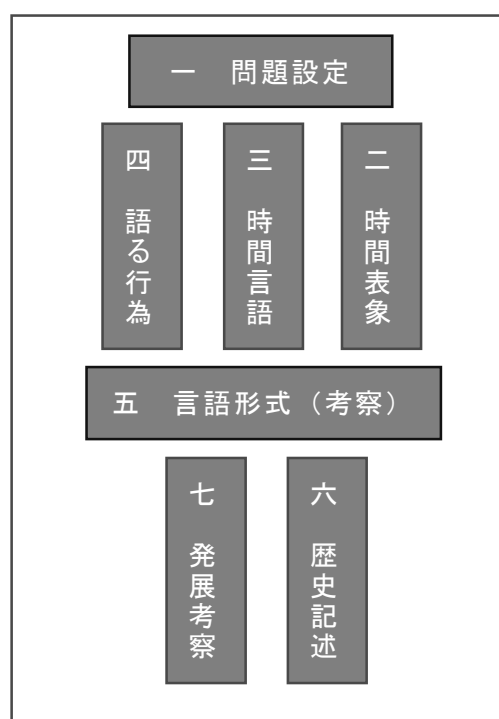 一　問題設定
二　時間表象
三　時間言語
四　語る行為
五　言語形式（考察）
六　歴史記述
七　発展考察